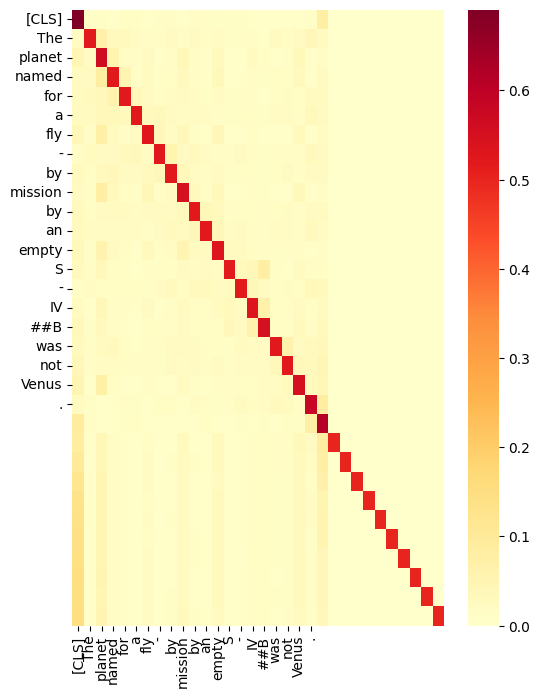 [CLS]
The
planet
named
for
a
fly
-
by
mission
by
an
empty
S
-
IV
##B
was
not
Venus
.
0.6
0.5
0.4
0.3
0.2
0.1
0.0
[CLS]
The
planet
named
for
a
fly
-
by
mission
by
an
empty
S
-
IV
##B
was
not
Venus
.